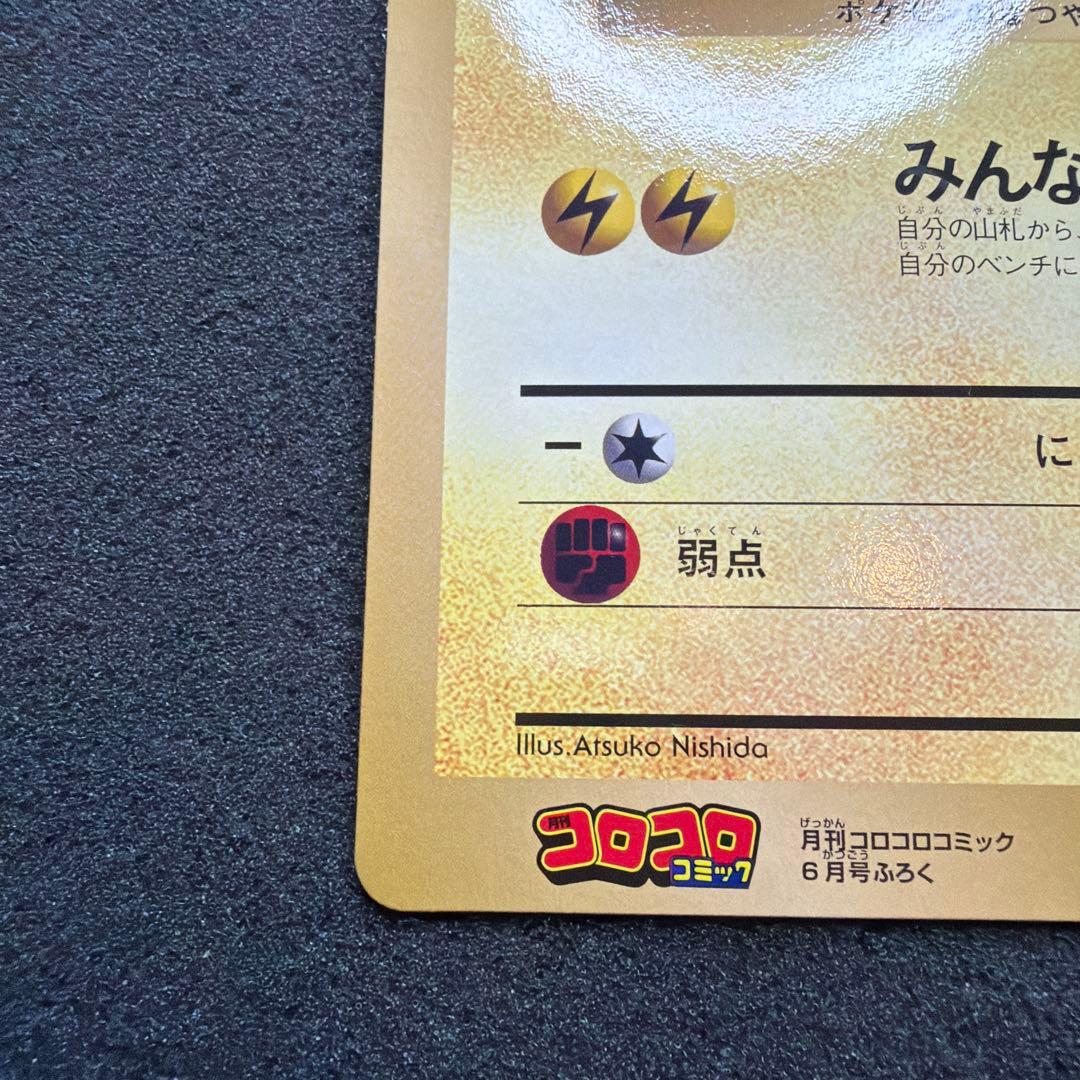 みんな
自分の山札から、
じぶん やまふだ
自分のベンチに
じぶん
ー に
弱点
じゃくてん
Illus.Atsuko Nishida
月刊
コロコロ
コミック
げっかん
月刊コロコロコミック
がつごう
6月号ふろく